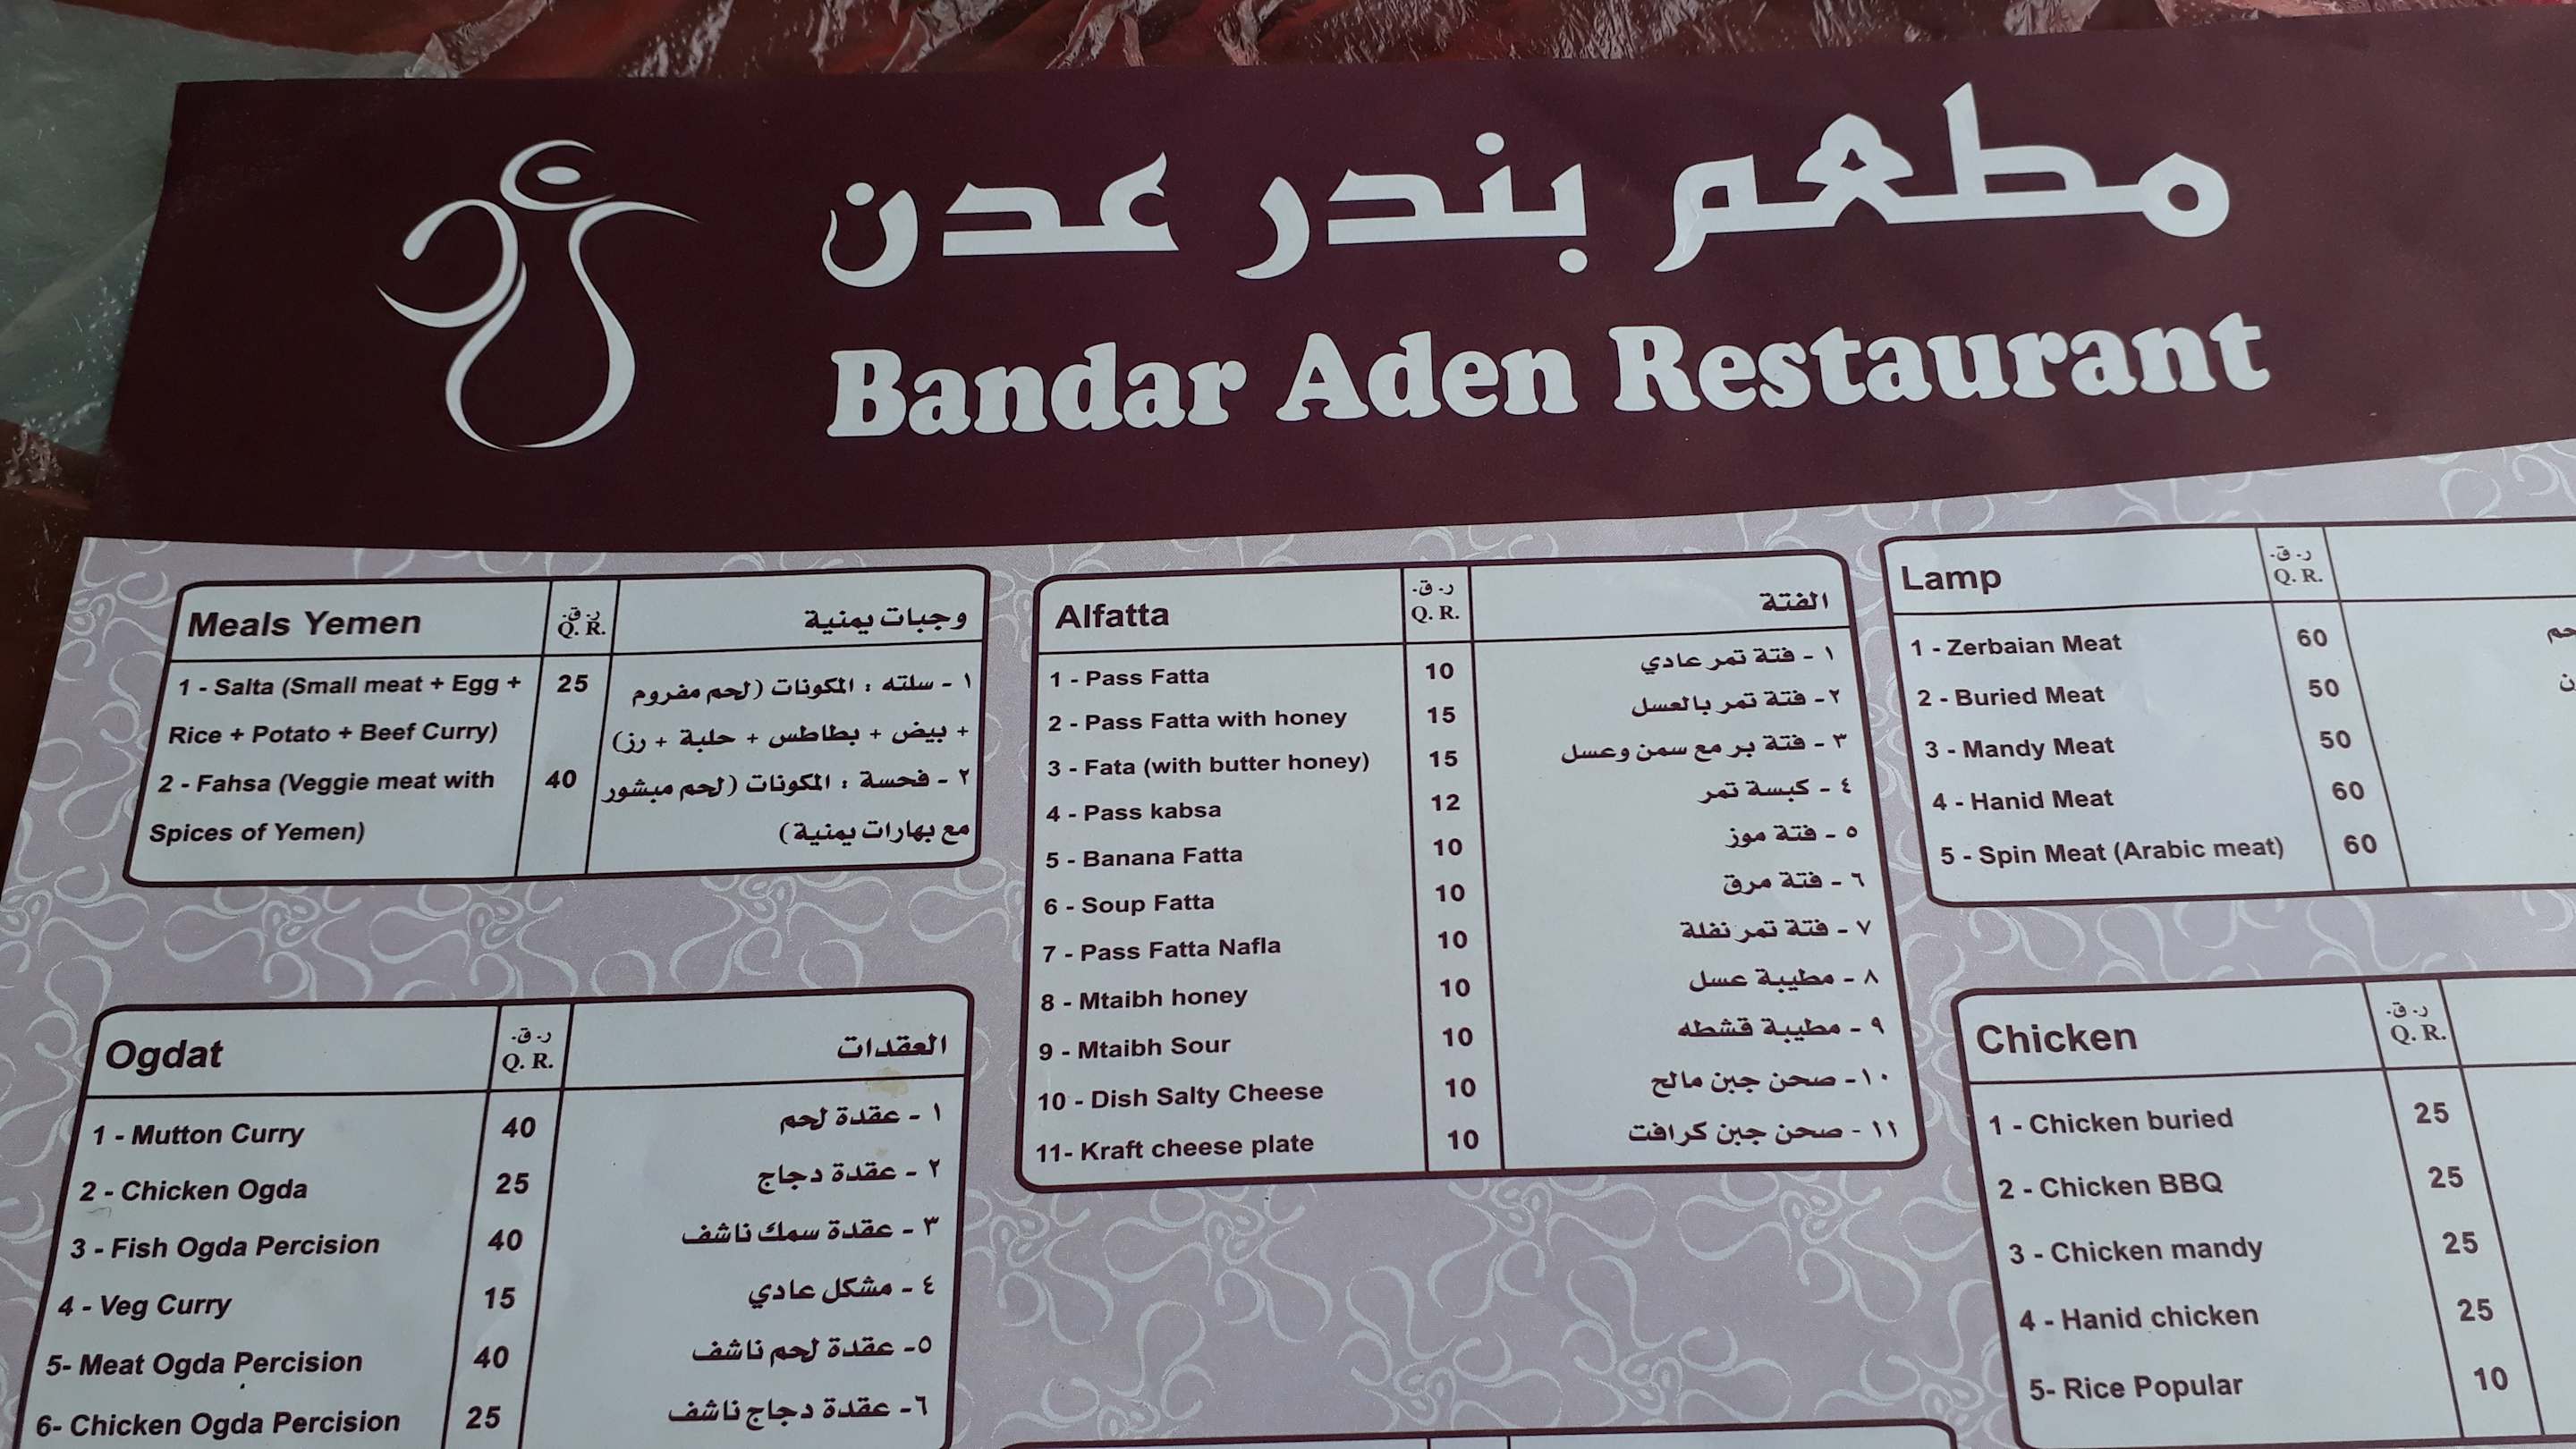 مطعم بندر عدن
Bandar Aden Restaurant
Meals Yemen ر.ق. Q. R. وجبات يمنية
1 - Salta (Small meat + Egg + 25 ١ - سلته : المكونات (لحم مفروم
Rice + Potato + Beef Curry) + بيض + بطاطس + حلبة + رز)
2 - Fahsa (Veggie meat with 40 ٢ - فحسة : المكونات (لحم مبشور
Spices of Yemen) مع بهارات يمنية)
Ogdat ر.ق. Q. R. العقدات
1 - Mutton Curry 40 ١ - عقدة لحم
2 - Chicken Ogda 25 ٢ - عقدة دجاج
3 - Fish Ogda Percision 40 ٣ - عقدة سمك ناشف
4 - Veg Curry 15 ٤ - مشكل عادي
5- Meat Ogda Percision 40 ٥- عقدة لحم ناشف
6- Chicken Ogda Percision 25 ٦- عقدة دجاج ناشف
Alfatta ر.ق. Q. R. الفتة
1 - Pass Fatta 10 ١ - فتة تمر عادي
2 - Pass Fatta with honey 15 ٢- فتة تمر بالعسل
3 - Fata (with butter honey) 15 ٣ - فتة بر مع سمن وعسل
4 - Pass kabsa 12 ٤ - كبسة تمر
5 - Banana Fatta 10 ٥ - فتة موز
6 - Soup Fatta 10 ٦ - فتة مرق
7 - Pass Fatta Nafla 10 ٧ - فتة تمر نفلة
8 - Mtaibh honey 10 ٨ - مطيبة عسل
9 - Mtaibh Sour 10 ٩ - مطيبة قشطه
10 - Dish Salty Cheese 10 ١٠- صحن جبن مالح
11- Kraft cheese plate 10 ١١ - صحن جبن كرافت
Lamp ر.ق. Q. R.
1 - Zerbaian Meat 60
2 - Buried Meat 50
3 - Mandy Meat 50
4 - Hanid Meat 60
5 - Spin Meat (Arabic meat) 60
Chicken ر.ق. Q. R.
1 - Chicken buried 25
2 - Chicken BBQ 25
3 - Chicken mandy 25
4 - Hanid chicken 25
5- Rice Popular 10